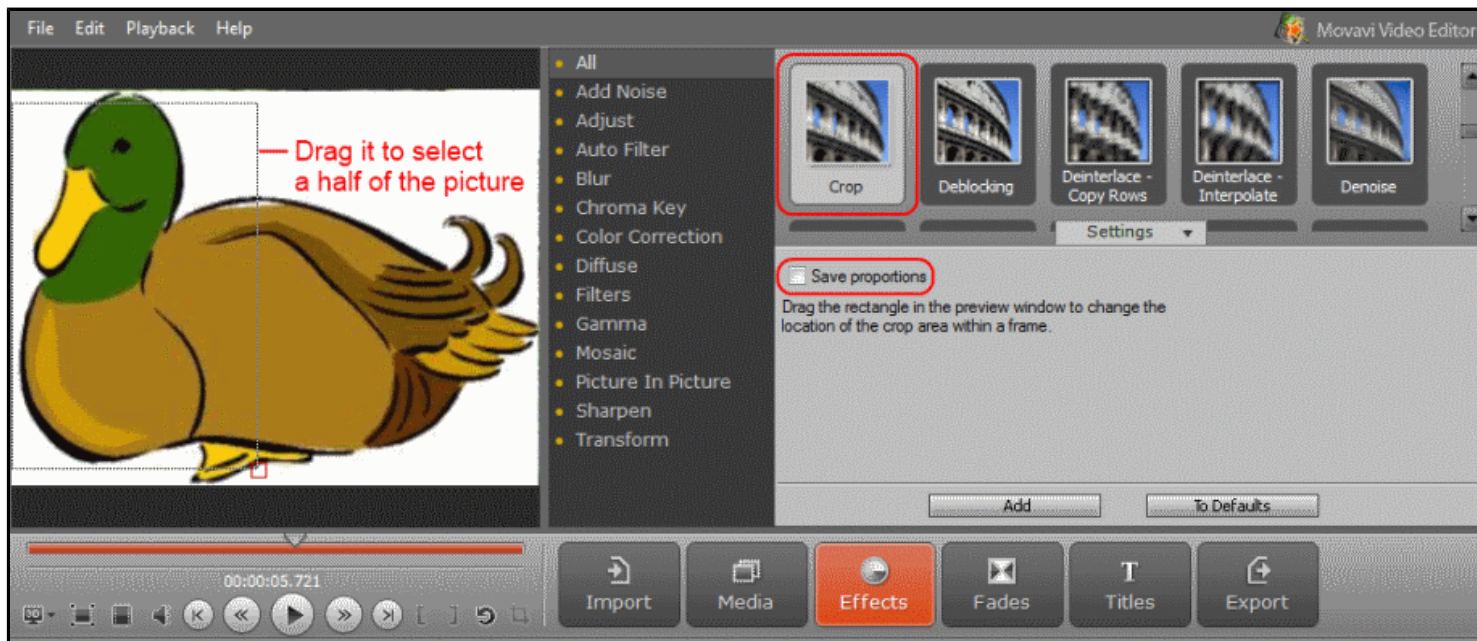 File Edit Playback Help
Movavi Video Editor
Drag it to select
a half of the picture
All
Add Noise
Adjust
Auto Filter
Blur
Chroma Key
Color Correction
Diffuse
Filters
Gamma
Mosaic
Picture In Picture
Sharpen
Transform
Crop
Deblocking
Deinterlace -
Copy Rows
Deinterlace -
Interpolate
Denoise
Settings
Save proportions
Drag the rectangle in the preview window to change the
location of the crop area within a frame.
Add
To Defaults
00:00:05.721
3D
Import
Media
Effects
Fades
Titles
Export